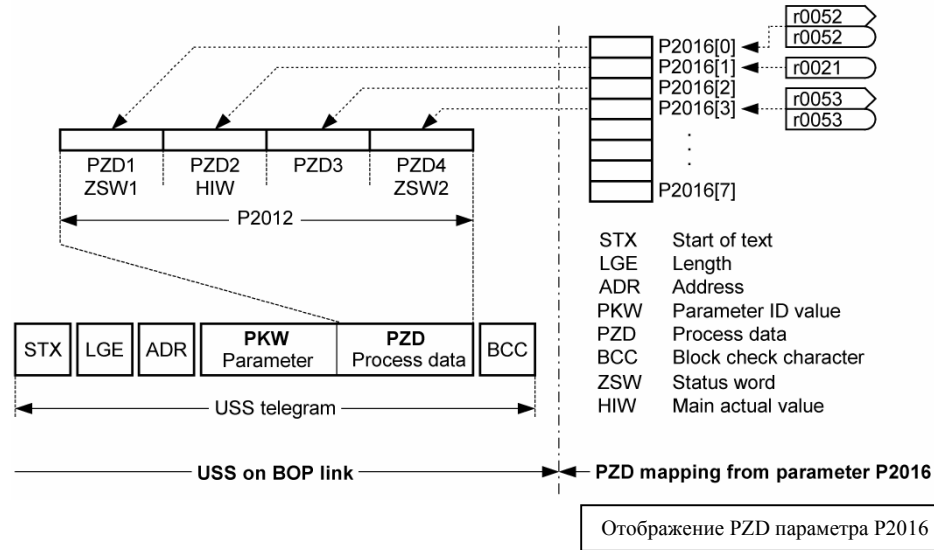 r0052
r0052
P2016[0]
P2016[1]
r0021
P2016[2]
P2016[3]
r0053
r0053
.
.
.
P2016[7]
PZD1 PZD2 PZD3 PZD4
ZSW1 HIW ZSW2
P2012
STX Start of text
LGE Length
ADR Address
PKW Parameter ID value
PZD Process data
BCC Block check character
ZSW Status word
HIW Main actual value
STX LGE ADR PKW PZD BCC
Parameter Process data
USS telegram
USS on BOP link PZD mapping from parameter P2016
Отображение PZD параметра P2016